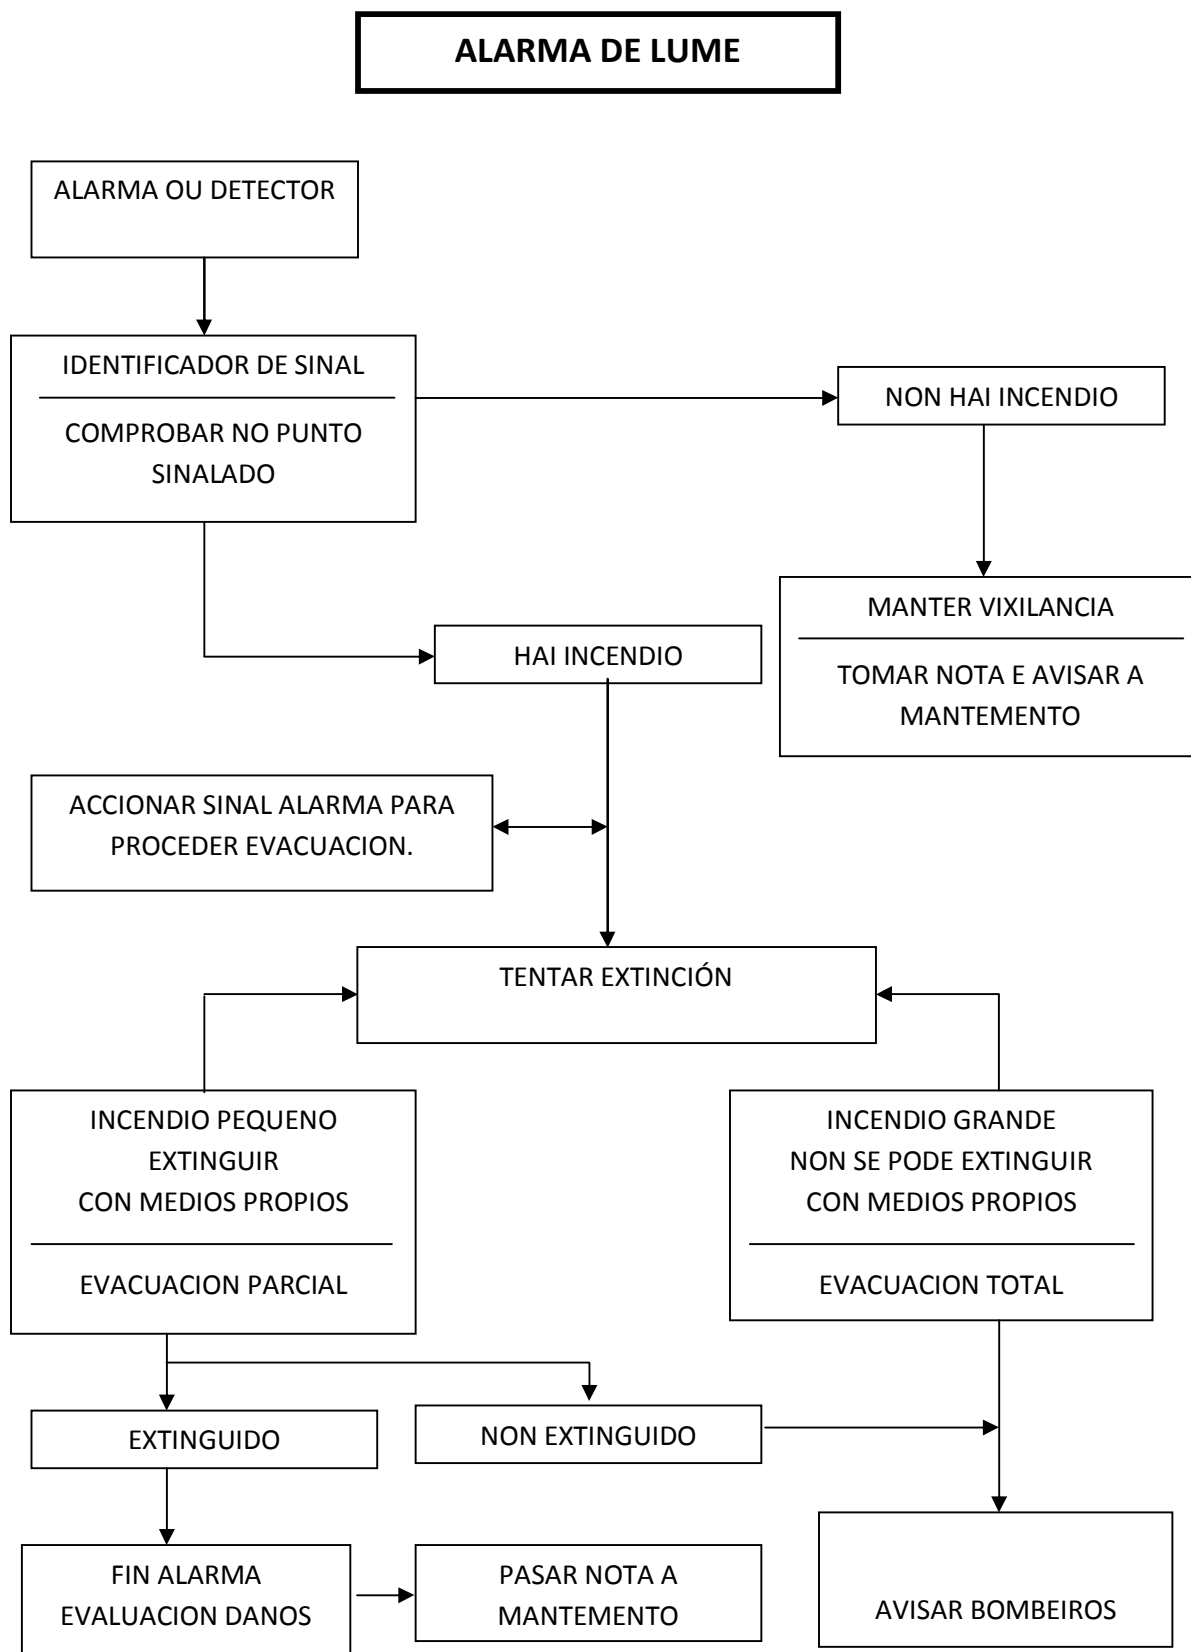 ALARMA DE LUME
ALARMA OU DETECTOR
IDENTIFICADOR DE SINAL
COMPROBAR NO PUNTO
SINALADO
NON HAI INCENDIO
MANTER VIXILANCIA
TOMAR NOTA E AVISAR A
MANTEMENTO
HAI INCENDIO
ACCIONAR SINAL ALARMA PARA
PROCEDER EVACUACION.
TENTAR EXTINCIÓN
INCENDIO PEQUENO
EXTINGUIR
CON MEDIOS PROPIOS
EVACUACION PARCIAL
INCENDIO GRANDE
NON SE PODE EXTINGUIR
CON MEDIOS PROPIOS
EVACUACION TOTAL
EXTINGUIDO
NON EXTINGUIDO
FIN ALARMA
EVALUACION DANOS
PASAR NOTA A
MANTEMENTO
AVISAR BOMBEIROS